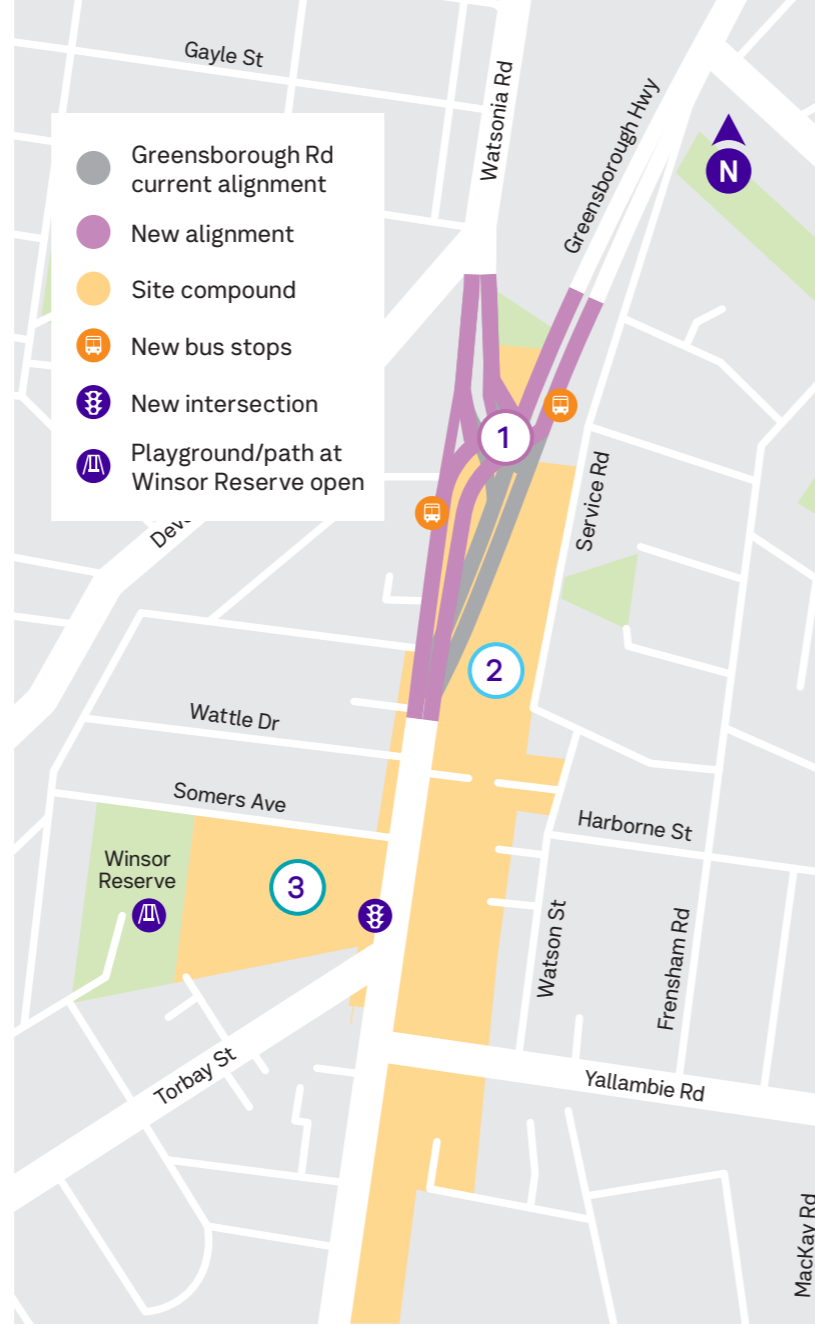 Gayle St
Watsonia Rd
Greensborough Hwy
N
Greensborough Rd
current alignment
New alignment
Site compound
New bus stops
New intersection
Playground/path at
Winsor Reserve open
1
Service Rd
2
Wattle Dr
Somers Ave
Harborne St
Winsor
Reserve
3
Watson St
Frensham Rd
Torbay St
Yallambie Rd
MacKay Rd